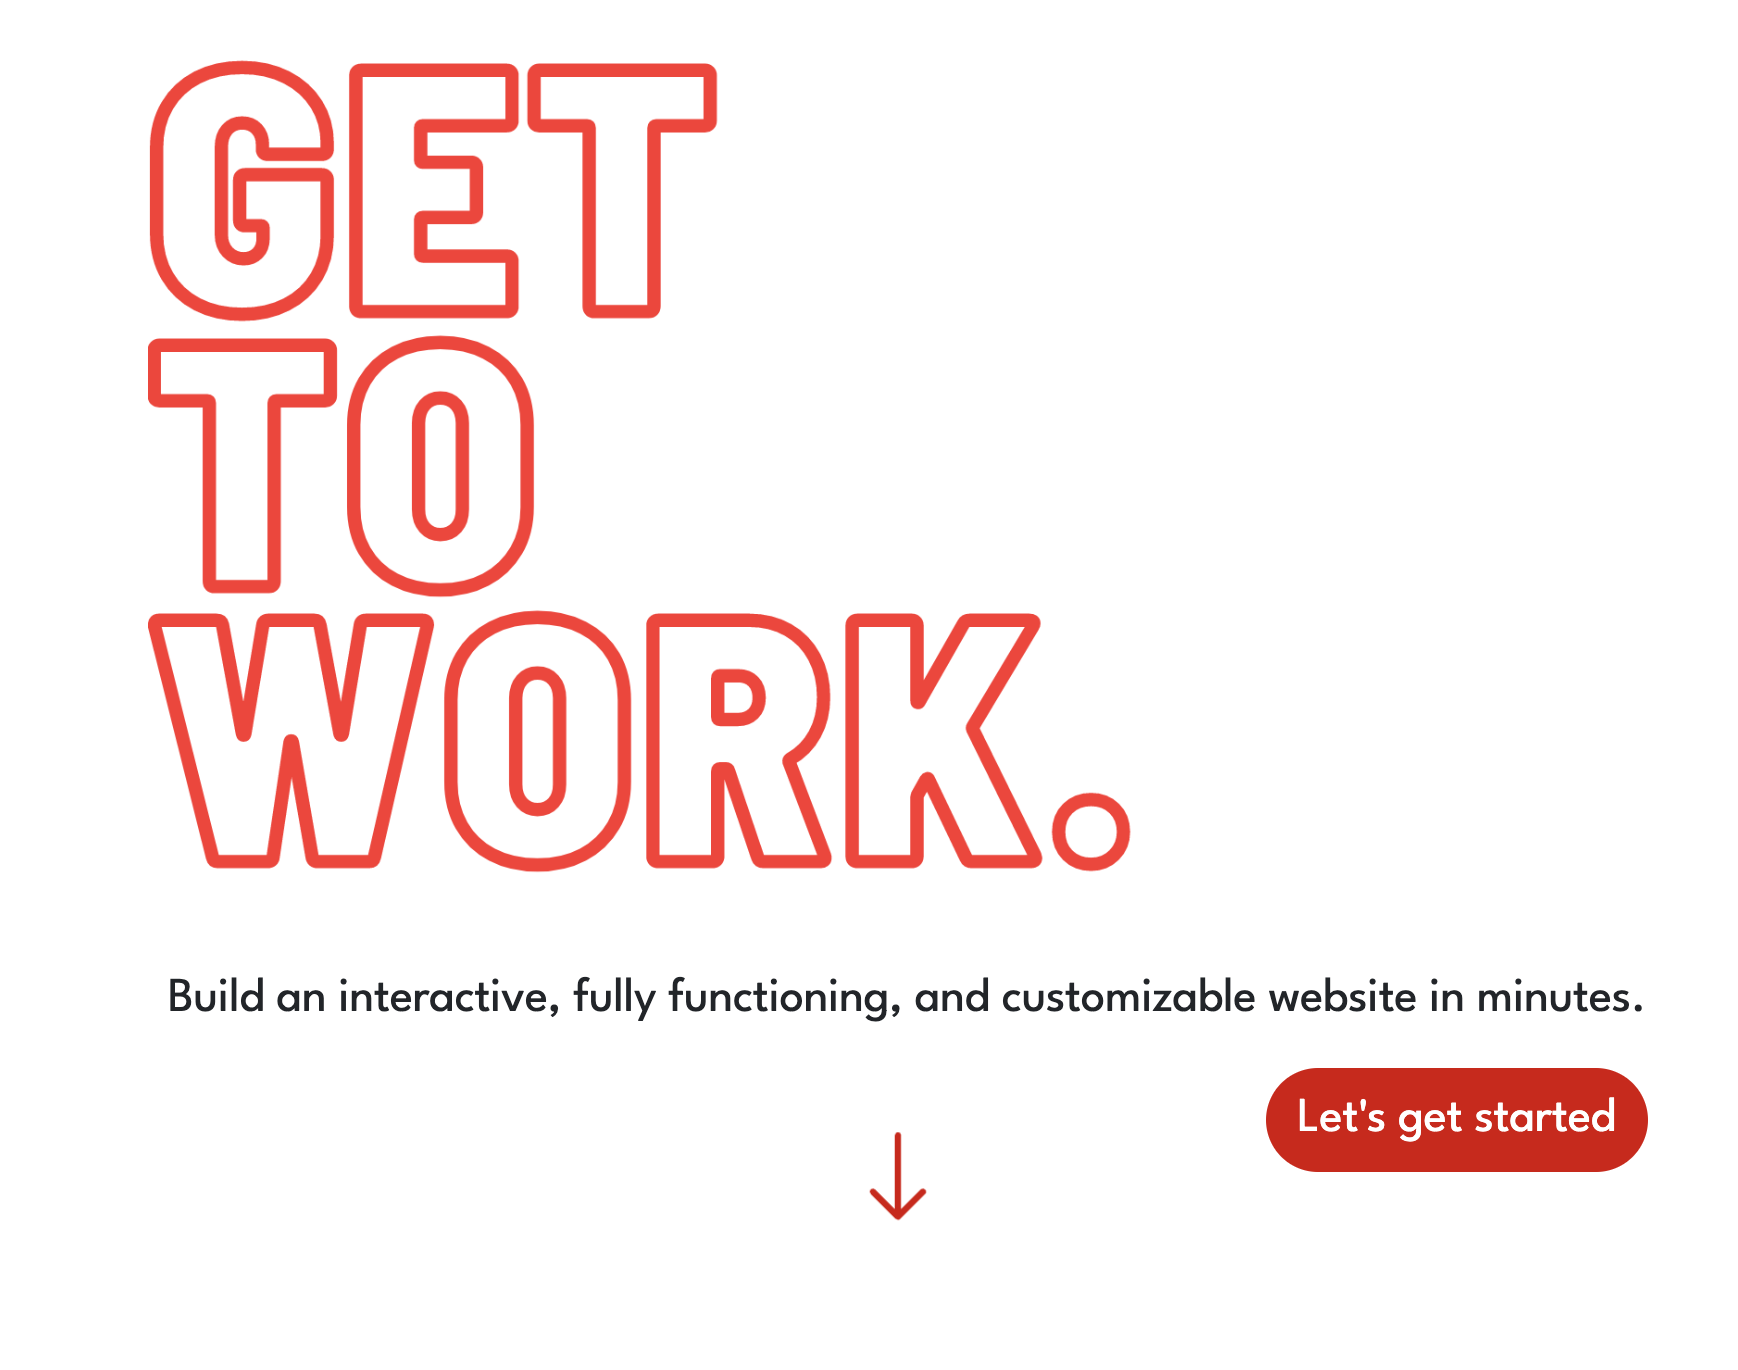 GET
TO
WORK.
Build an interactive, fully functioning, and customizable website in minutes.
Let's get started